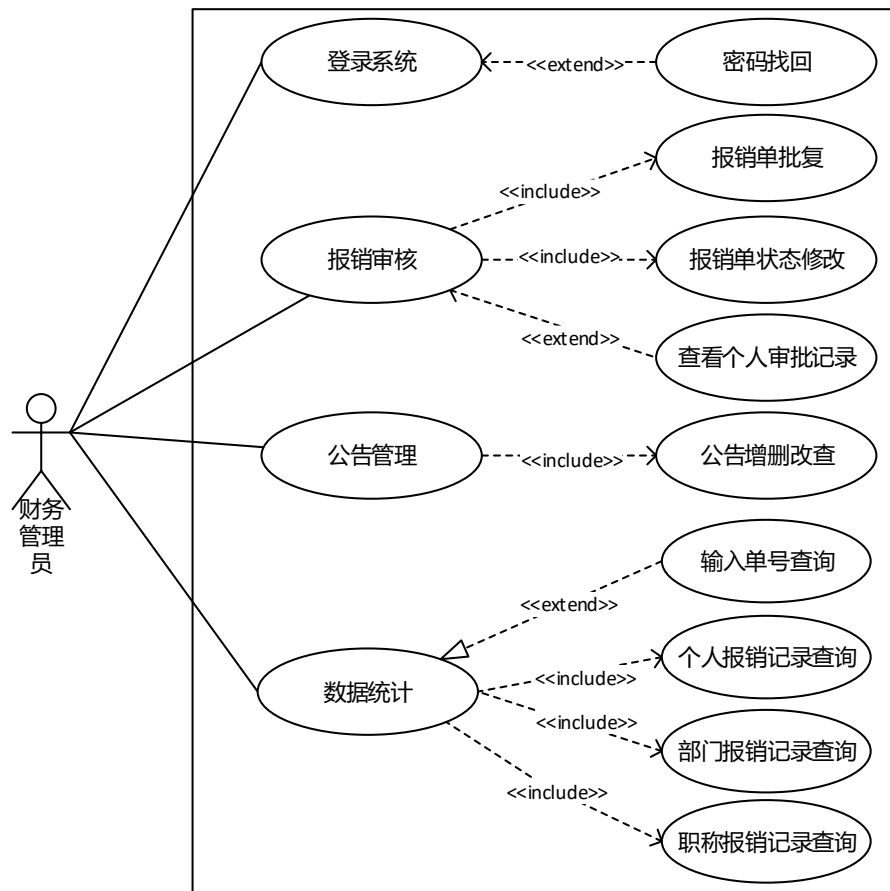 登录系统
<<extend>>
密码找回
报销单批复
<<include>>
报销审核
<<include>>
报销单状态修改
<<extend>>
查看个人审批记录
公告管理
<<include>>
公告增删改查
财务
管理
员
输入单号查询
<<extend>>
个人报销记录查询
<<include>>
数据统计
<<include>>
部门报销记录查询
<<include>>
职称报销记录查询